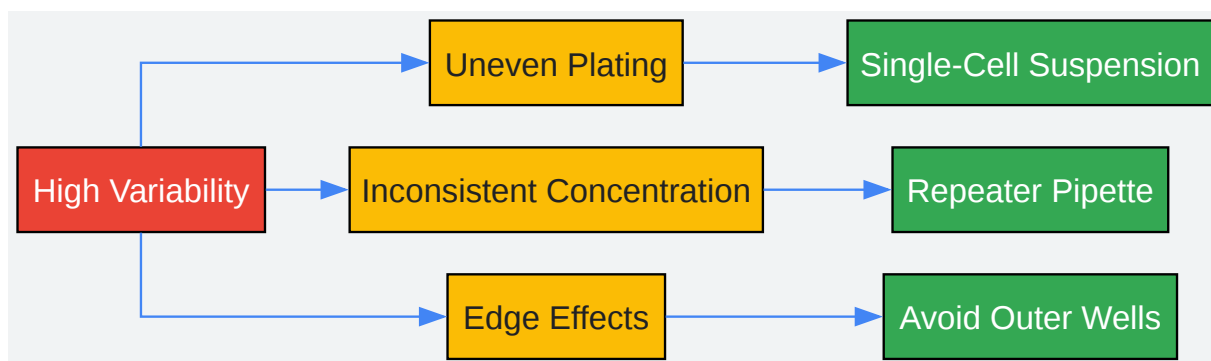 Uneven Plating
Single-Cell Suspension
High Variability
Inconsistent Concentration
Repeater Pipette
Edge Effects
Avoid Outer Wells